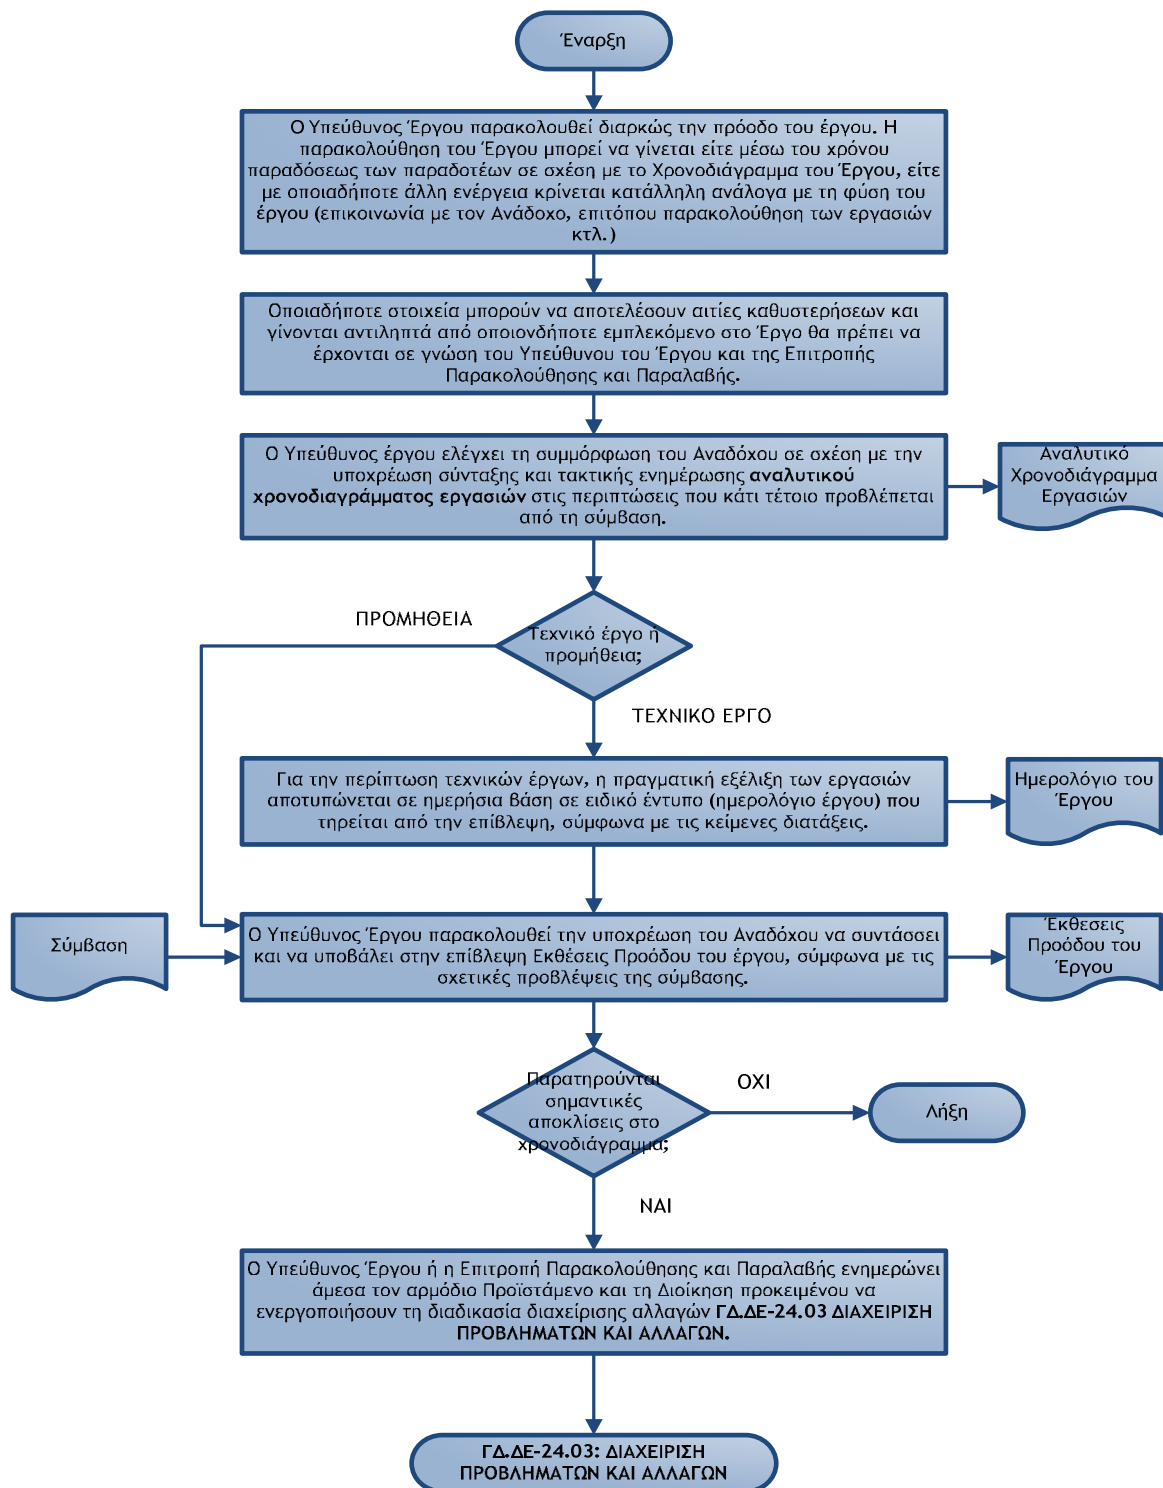 Έναρξη
Ο Υπεύθυνος Έργου παρακολουθεί διαρκώς την πρόοδο του έργου. Η
παρακολούθηση του Έργου μπορεί να γίνεται είτε μέσω του χρόνου
παραδόσεως των παραδοτέων σε σχέση με το Χρονοδιάγραμμα του Έργου, είτε
με οποιαδήποτε άλλη ενέργεια κρίνεται κατάλληλη ανάλογα με τη φύση του
έργου (επικοινωνία με τον Ανάδοχο, επιτόπου παρακολούθηση των εργασιών
κτλ.)
Οποιαδήποτε στοιχεία μπορούν να αποτελέσουν αιτίες καθυστερήσεων και
γίνονται αντιληπτά από οποιονδήποτε εμπλεκόμενο στο Έργο θα πρέπει να
έρχονται σε γνώση του Υπεύθυνου του Έργου και της Επιτροπής
Παρακολούθησης και Παραλαβής.
Ο Υπεύθυνος έργου ελέγχει τη συμμόρφωση του Αναδόχου σε σχέση με την
υποχρέωση σύνταξης και τακτικής ενημέρωσης αναλυτικού
χρονοδιαγράμματος εργασιών στις περιπτώσεις που κάτι τέτοιο προβλέπεται
από τη σύμβαση.
Αναλυτικό
Χρονοδιάγραμμα
Εργασιών
ΠΡΟΜΗΘΕΙΑ
Τεχνικό έργο ή
προμήθεια;
ΤΕΧΝΙΚΟ ΕΡΓΟ
Για την περίπτωση τεχνικών έργων, η πραγματική εξέλιξη των εργασιών
αποτυπώνεται σε ημερήσια βάση σε ειδικό έντυπο (ημερολόγιο έργου) που
τηρείται από την επίβλεψη, σύμφωνα με τις κείμενες διατάξεις.
Ημερολόγιο του
Έργου
Σύμβαση
Ο Υπεύθυνος Έργου παρακολουθεί την υποχρέωση του Αναδόχου να συντάσσει
και να υποβάλει στην επίβλεψη Εκθέσεις Προόδου του έργου, σύμφωνα με τις
σχετικές προβλέψεις της σύμβασης.
Έκθεσεις
Προόδου του
Έργου
Παρατηρούνται
σημαντικές
αποκλίσεις στο
χρονοδιάγραμμα;
ΟΧΙ
Λήξη
ΝΑΙ
Ο Υπεύθυνος Έργου ή η Επιτροπή Παρακολούθησης και Παραλαβής ενημερώνει
άμεσα τον αρμόδιο Προϊστάμενο και τη Διοίκηση προκειμένου να
ενεργοποιήσουν τη διαδικασία διαχείρισης αλλαγών ΓΔ.ΔΕ-24.03 ΔΙΑΧΕΙΡΙΣΗ
ΠΡΟΒΛΗΜΑΤΩΝ ΚΑΙ ΑΛΛΑΓΩΝ.
ΓΔ.ΔΕ-24.03: ΔΙΑΧΕΙΡΙΣΗ
ΠΡΟΒΛΗΜΑΤΩΝ ΚΑΙ ΑΛΛΑΓΩΝ